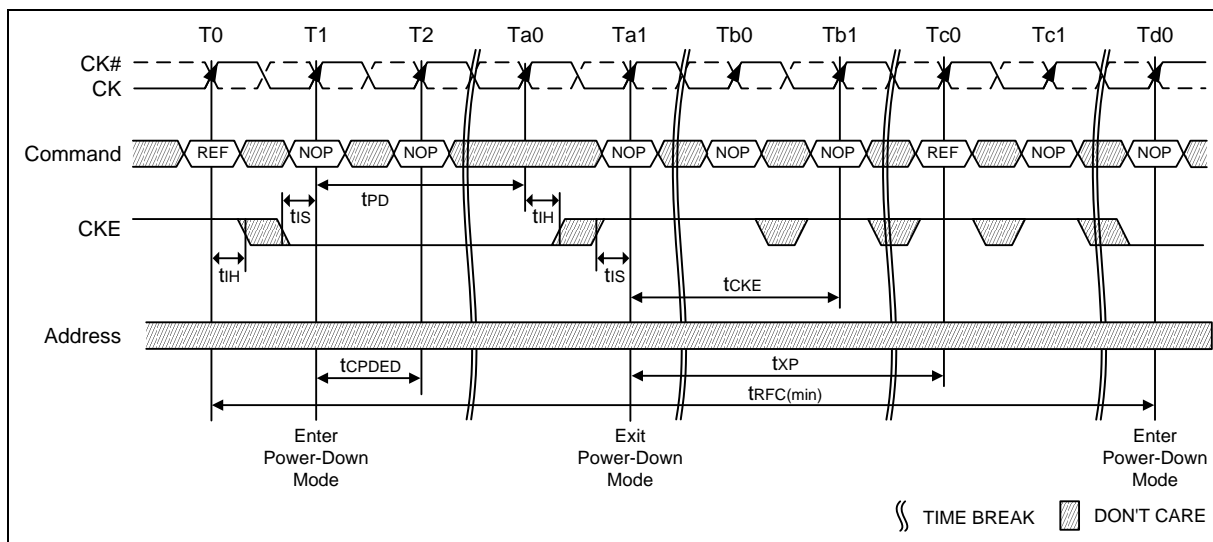 T0 T1 T2 Ta0 Ta1 Tb0 Tb1 Tc0 Tc1 Td0
CK#
CK
Command REF NOP NOP NOP NOP NOP REF NOP NOP
tIS tPD tIH
CKE
tIH tIS
tCKE
Address
tCPDED tXP
tRFC(min)
Enter
Power-Down
Mode
Exit
Power-Down
Mode
Enter
Power-Down
Mode
TIME BREAK DON'T CARE